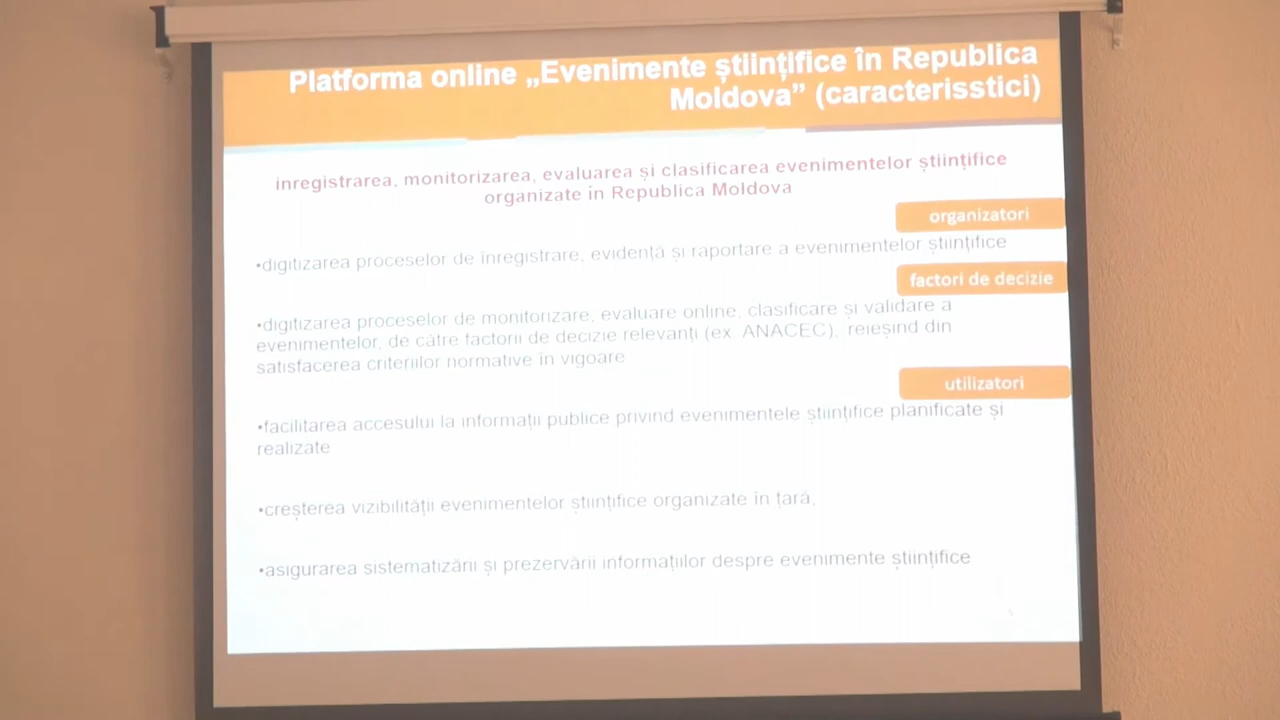 Platforma online „Evenimente științifice în Republica
Moldova” (caracterisstici)
inregistrarea, monitorizarea, evaluarea și clasificarea evenimentelor științifice
organizate in Republica Moldova
organizatori
•digitizarea proceselor de înregistrare, evidență și raportare a evenimentelor științifice
factori de decizie
•digitizarea proceselor de monitorizare, evaluare online, clasificare și validare a
evenimentelor, de către factorii de decizie relevanți (ex. ANACEC), reieșind din
satisfacerea criteriilor normative în vigoare
utilizatori
•facilitarea accesului la informații publice privind evenimentele științifice planificate și
realizate
•creșterea vizibilității evenimentelor științifice organizate în țară,
•asigurarea sistematizării și prezervării informațiilor despre evenimente științifice